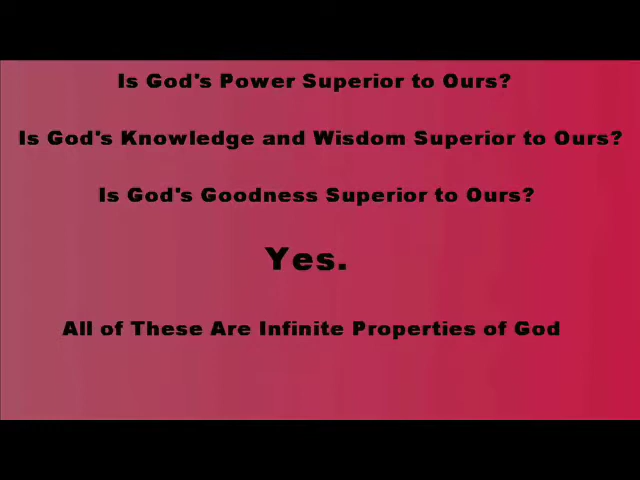 Is God's Power Superior to Ours?
Is God's Knowledge and Wisdom Superior to Ours?
Is God's Goodness Superior to Ours?
Yes.
All of These Are Infinite Properties of God